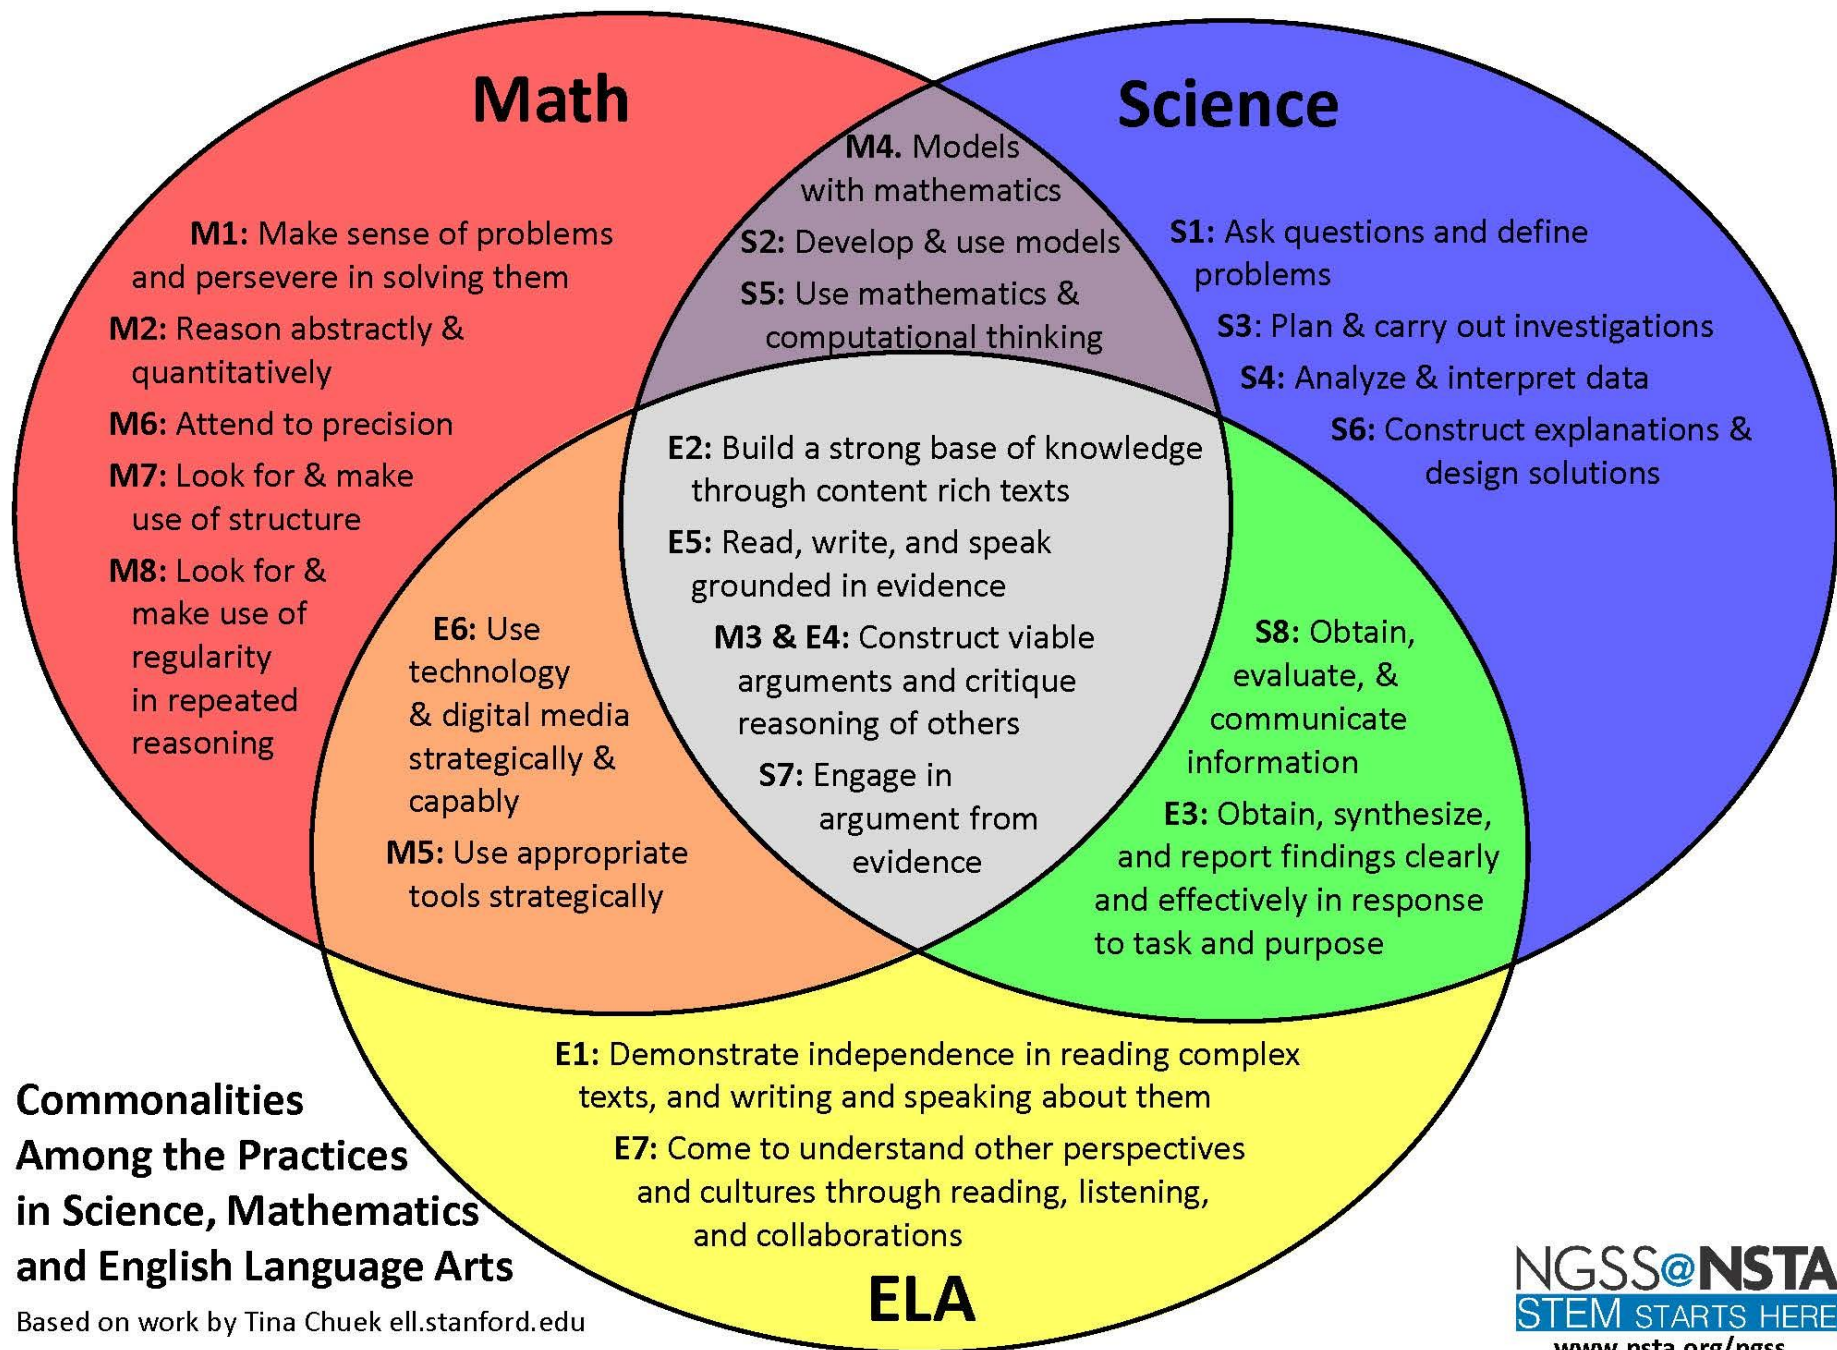 Math
Science
M4. Models
with mathematics
S2: Develop & use models
S5: Use mathematics &
computational thinking
M1: Make sense of problems
and persevere in solving them
M2: Reason abstractly &
quantitatively
M6: Attend to precision
M7: Look for & make
use of structure
M8: Look for &
make use of
regularity
in repeated
reasoning
S1: Ask questions and define
problems
S3: Plan & carry out investigations
S4: Analyze & interpret data
S6: Construct explanations &
design solutions
E2: Build a strong base of knowledge
through content rich texts
E5: Read, write, and speak
grounded in evidence
M3 & E4: Construct viable
arguments and critique
reasoning of others
S7: Engage in
argument from
evidence
E6: Use
technology
& digital media
strategically &
capably
M5: Use appropriate
tools strategically
S8: Obtain,
evaluate, &
communicate
information
E3: Obtain, synthesize,
and report findings clearly
and effectively in response
to task and purpose
E1: Demonstrate independence in reading complex
texts, and writing and speaking about them
E7: Come to understand other perspectives
and cultures through reading, listening,
and collaborations
ELA
Commonalities
Among the Practices
in Science, Mathematics
and English Language Arts
Based on work by Tina Chuek ell.stanford.edu
NGSS@NSTA
STEM STARTS HERE
www.nsta.org/ngss